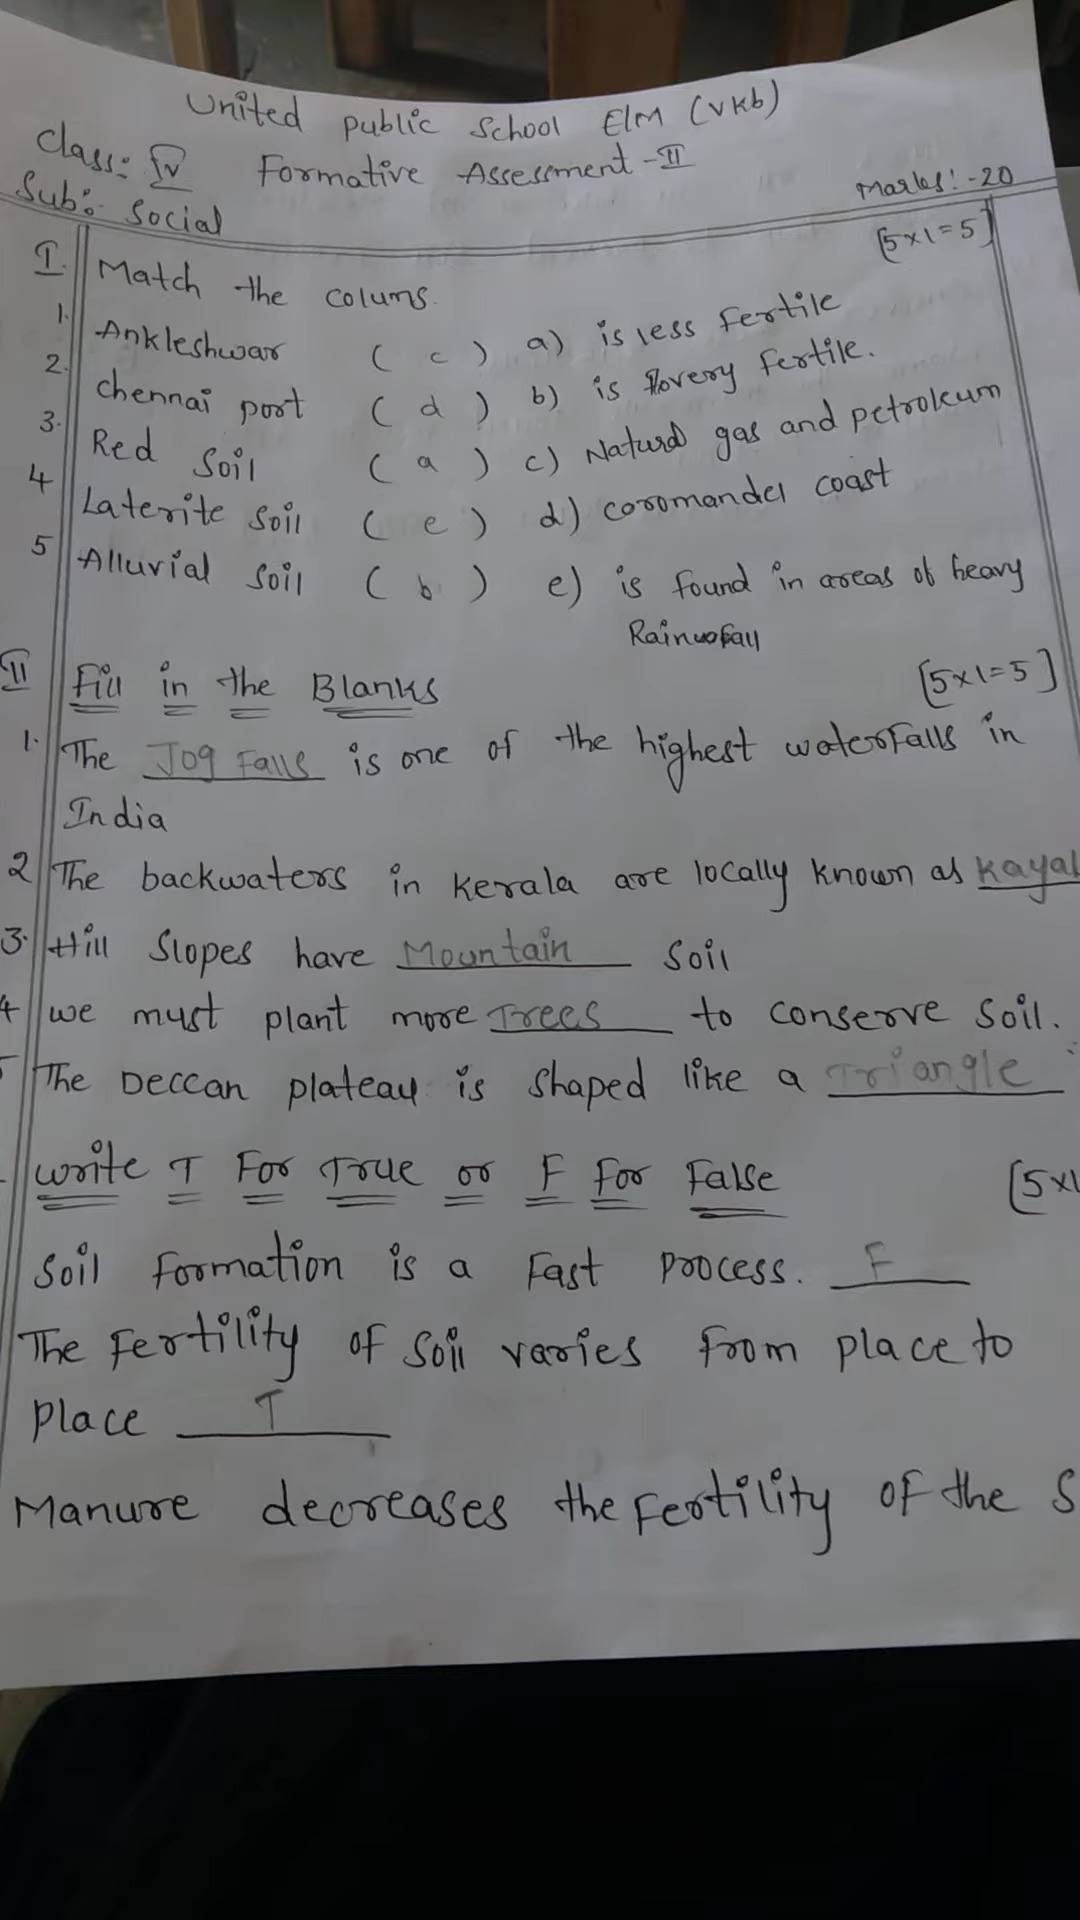 United public School ElM (VKb)
Class: IV Formative Assessment -II
Sub: Social Marks: -20
I. Match the colums. [5x1=5]
1. Ankleshwar ( c ) a) is less Fertile
2. chennai port ( d ) b) is very Fertile.
3. Red Soil ( a ) c) Natural gas and petroleum
4 Laterite Soil ( e ) d) coromandel coast
5 Alluvial Soil ( b ) e) is found in areas of heavy
Rainfall
II Fill in the Blanks [5x1=5]
1. The Jog Falls is one of the highest waterfalls in
India
2 The backwaters in kerala are locally known as kayal
3. Hill Slopes have Mountain Soil
4 we must plant more Trees to conserve Soil.
The Deccan plateau is shaped like a Triangle
write T For True or F For False [5x1
Soil Formation is a Fast process. F
The Fertility of Soil varies From place to
place T
Manure decreases the Fertility of the S